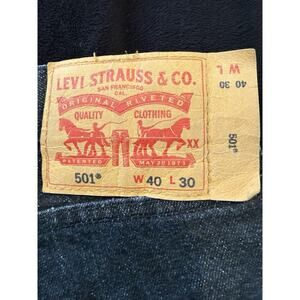 LEVI STRAUSS & CO.
SAN FRANCISCO
CAL.
ORIGINAL RIVETED
QUALITY CLOTHING
XX
PATENTED MAY 20 1873
501®
W 40 L 30
W L
40 30
501®